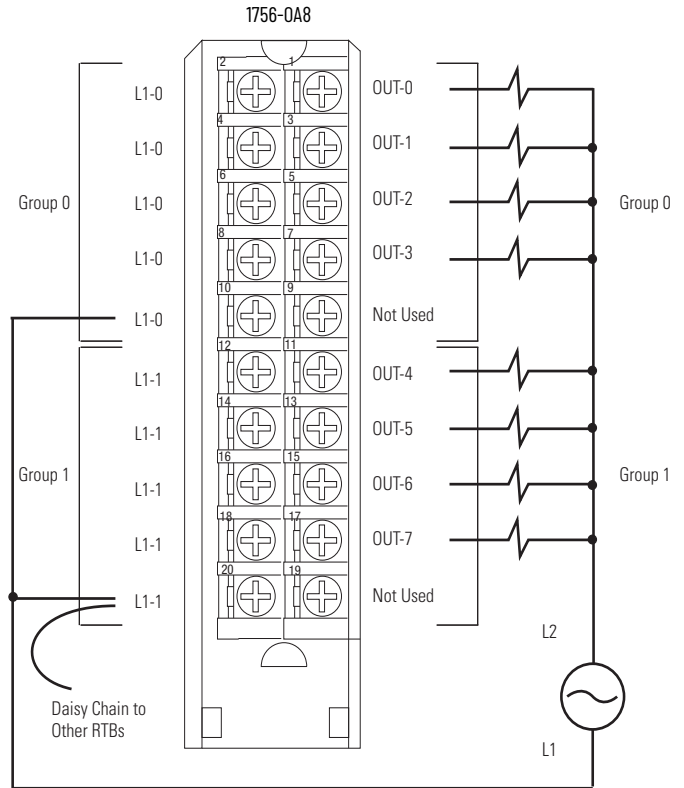 1756-OA8
2 1
L1-0 OUT-0
4 3
L1-0 OUT-1
6 5
Group 0 L1-0 OUT-2 Group 0
8 7
L1-0 OUT-3
10 9
L1-0 Not Used
12 11
L1-1 OUT-4
14 13
L1-1 OUT-5
16 15
Group 1 L1-1 OUT-6 Group 1
18 17
L1-1 OUT-7
20 19
L1-1 Not Used
L2
Daisy Chain to
Other RTBs
L1